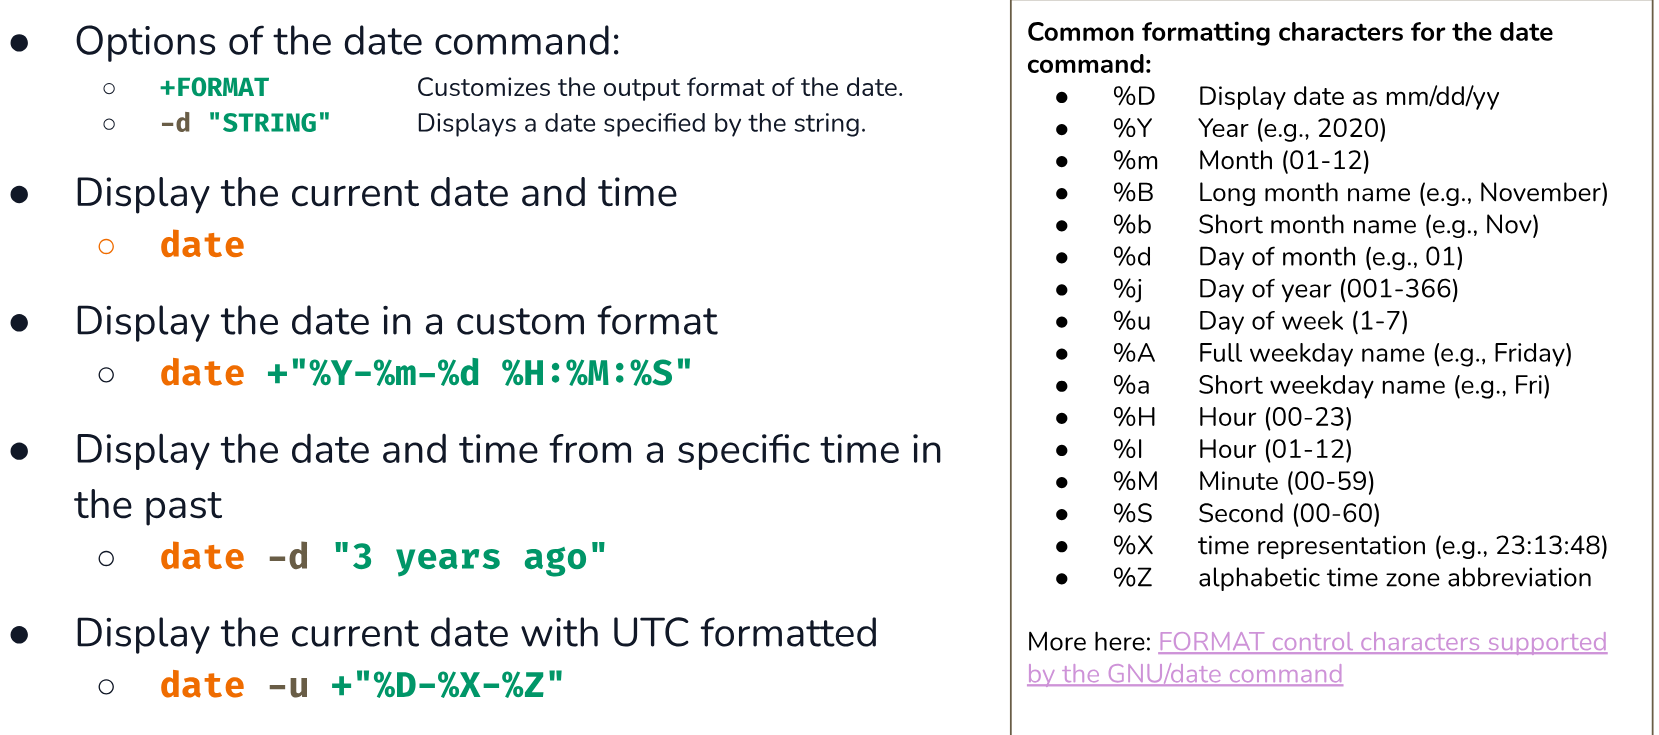 ● Options of the date command:
○ +FORMAT Customizes the output format of the date.
○ -d "STRING" Displays a date specified by the string.
● Display the current date and time
○ date
● Display the date in a custom format
○ date +"%Y-%m-%d %H:%M:%S"
● Display the date and time from a specific time in
the past
○ date -d "3 years ago"
● Display the current date with UTC formatted
○ date -u +"%D-%X-%Z"
Common formatting characters for the date
command:
● %D Display date as mm/dd/yy
● %Y Year (e.g., 2020)
● %m Month (01-12)
● %B Long month name (e.g., November)
● %b Short month name (e.g., Nov)
● %d Day of month (e.g., 01)
● %j Day of year (001-366)
● %u Day of week (1-7)
● %A Full weekday name (e.g., Friday)
● %a Short weekday name (e.g., Fri)
● %H Hour (00-23)
● %I Hour (01-12)
● %M Minute (00-59)
● %S Second (00-60)
● %X time representation (e.g., 23:13:48)
● %Z alphabetic time zone abbreviation
More here: FORMAT control characters supported
by the GNU/date command